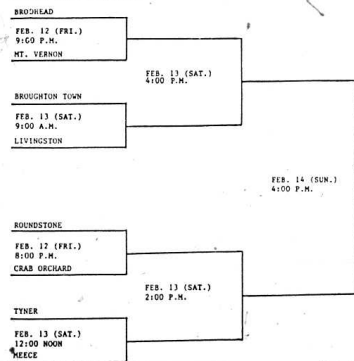 BRODHEAD
FEB. 12 (FRI.)
9:00 P.M.
MT. VERNON
FEB. 13 (SAT.)
4:00 P.M.
BROUGHTON TOWN
FEB. 13 (SAT.)
9:00 A.M.
LIVINGSTON
FEB. 14 (SUN.)
4:00 P.M.
ROUNDSTONE
FEB. 12 (FRI.)
8:00 P.M.
CRAB ORCHARD
FEB. 13 (SAT.)
2:00 P.M.
TYNER
FEB. 13 (SAT.)
12:00 NOON
MEECE